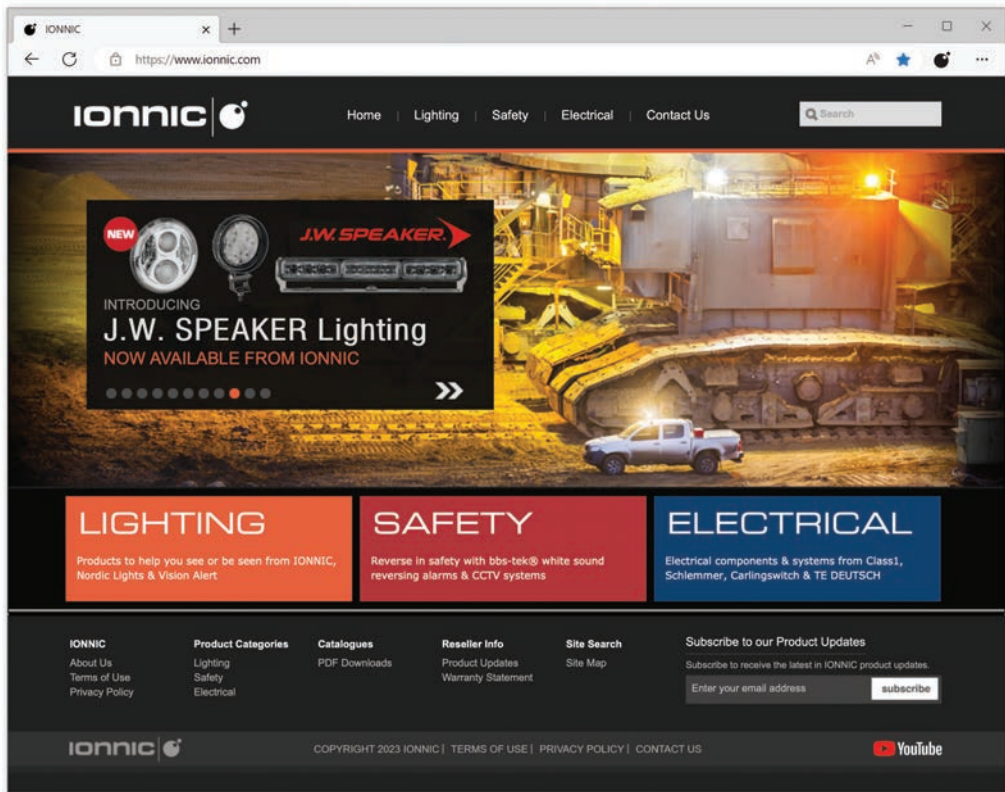 IONNIC
https://www.ionnic.com
IONNIC
Home | Lighting | Safety | Electrical | Contact Us
Search
NEW
J.W. SPEAKER.
INTRODUCING
J.W. SPEAKER Lighting
NOW AVAILABLE FROM IONNIC
LIGHTING
Products to help you see or be seen from IONNIC,
Nordic Lights & Vision Alert
SAFETY
Reverse in safety with bbs-tek® white sound
reversing alarms & CCTV systems
ELECTRICAL
Electrical components & systems from Class1,
Schlemmer, Carlingswitch & TE DEUTSCH
IONNIC
About Us
Terms of Use
Privacy Policy
Product Categories
Lighting
Safety
Electrical
Catalogues
PDF Downloads
Reseller Info
Product Updates
Warranty Statement
Site Search
Site Map
Subscribe to our Product Updates
Subscribe to receive the latest in IONNIC product updates.
Enter your email address
subscribe
IONNIC
COPYRIGHT 2023 IONNIC | TERMS OF USE | PRIVACY POLICY | CONTACT US
YouTube